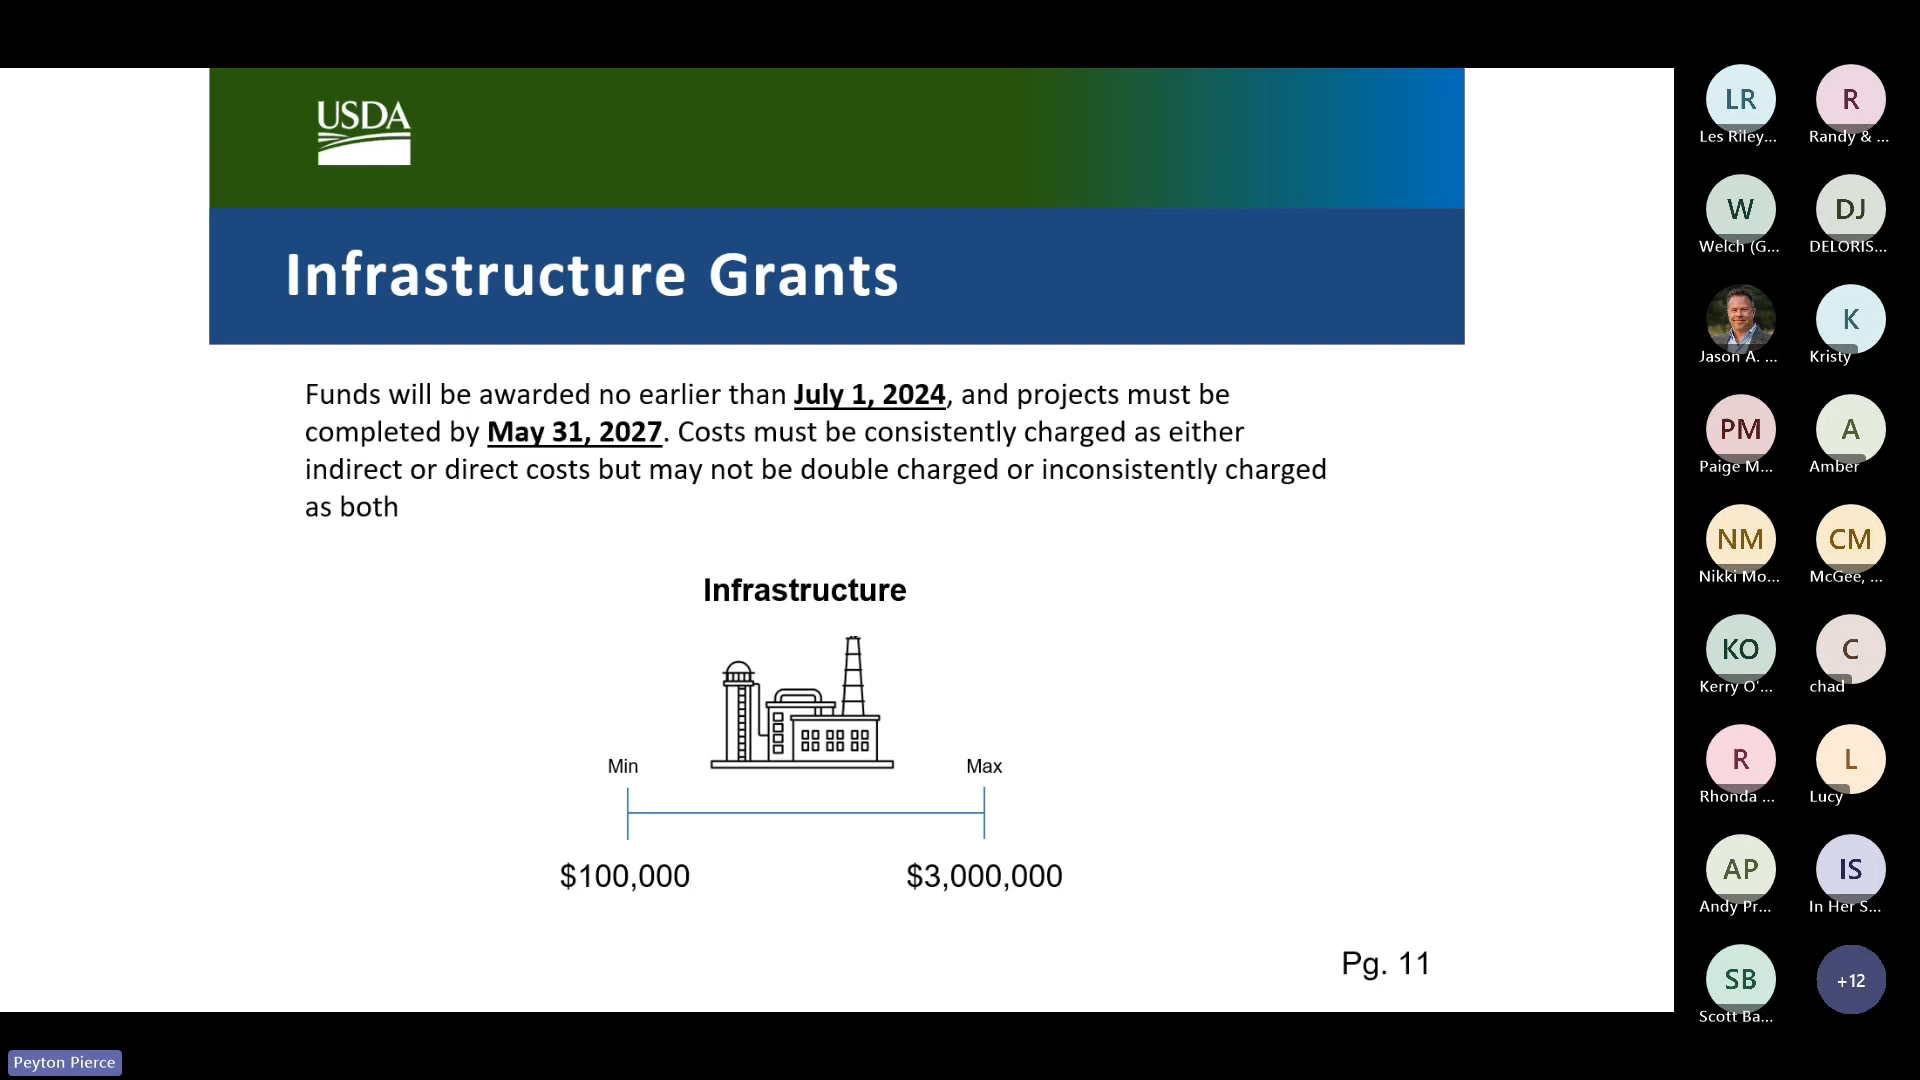 USDA
Infrastructure Grants
Funds will be awarded no earlier than July 1, 2024, and projects must be
completed by May 31, 2027. Costs must be consistently charged as either
indirect or direct costs but may not be double charged or inconsistently charged
as both
Infrastructure
Min
Max
$100,000
$3,000,000
Pg. 11
LR
Les Riley...
R
Randy & ...
W
Welch (G...
DJ
DELORIS...
Jason A. ...
K
Kristy
PM
Paige M...
A
Amber
NM
Nikki Mo...
CM
McGee, ...
KO
Kerry O'...
C
chad
R
Rhonda ...
L
Lucy
AP
Andy Pr...
IS
In Her S...
SB
Scott Ba...
+12
Peyton Pierce